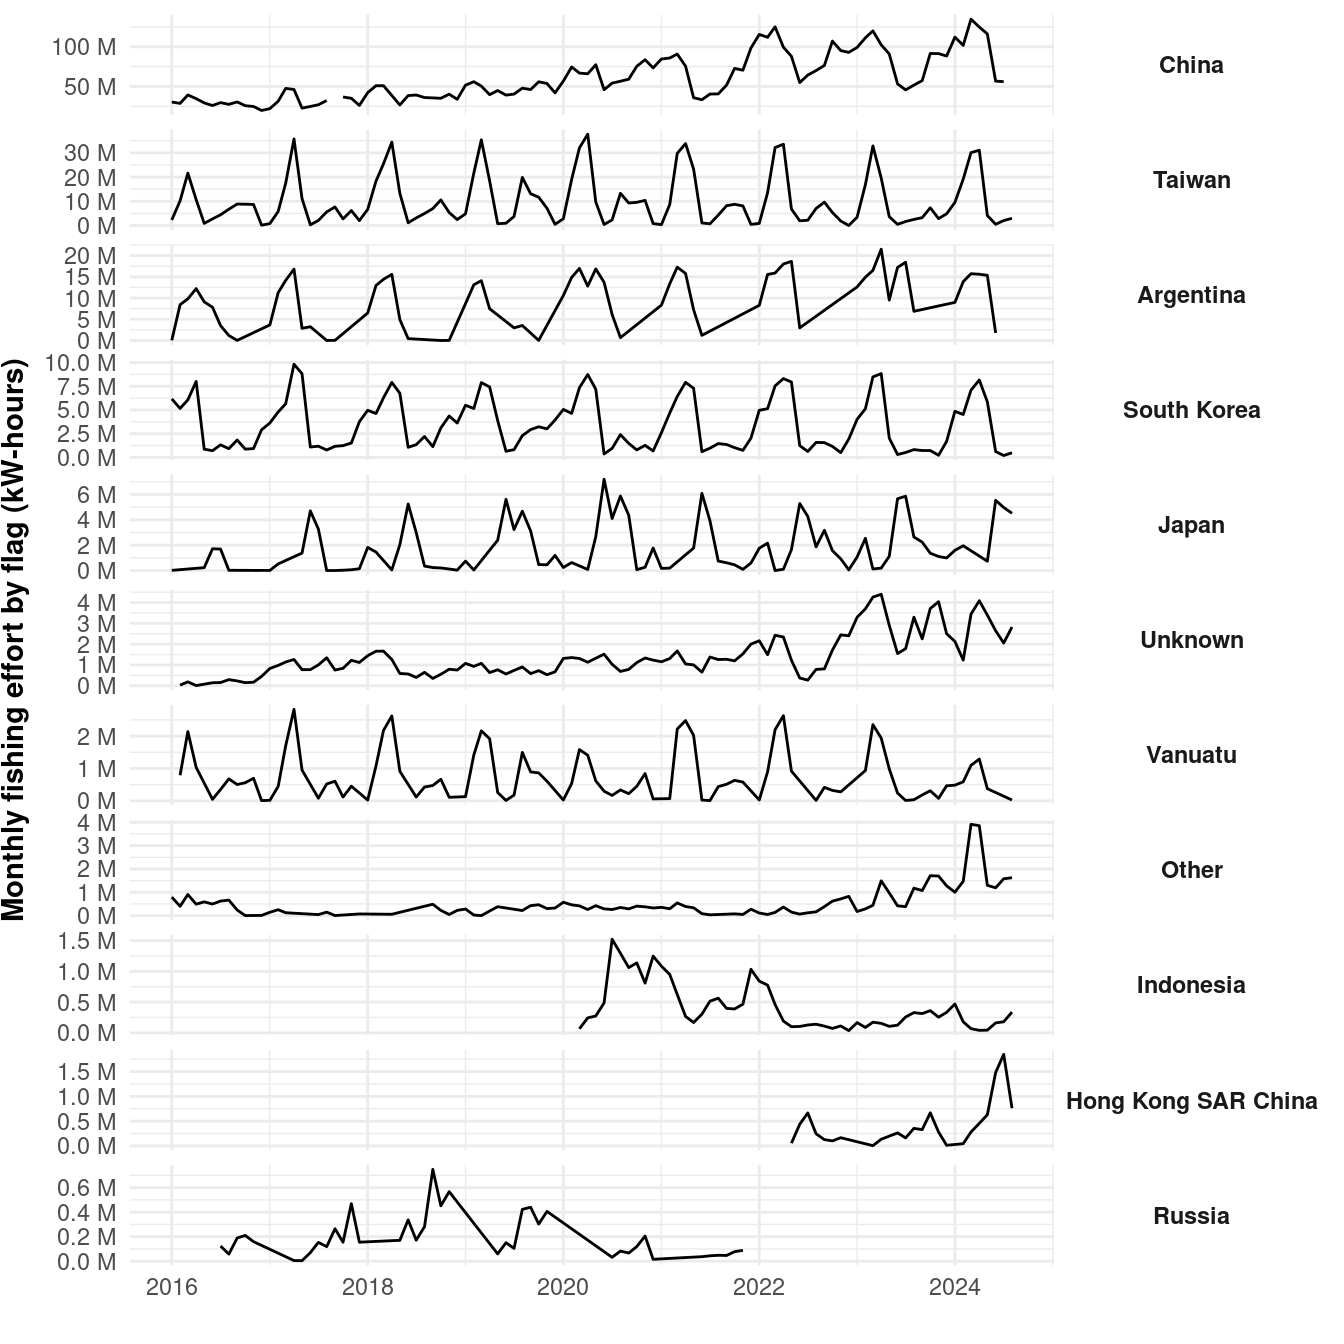 Monthly fishing effort by flag (kW-hours)
100 M
50 M
China
30 M
20 M
10 M
0 M
Taiwan
20 M
15 M
10 M
5 M
0 M
Argentina
10.0 M
7.5 M
5.0 M
2.5 M
0.0 M
South Korea
6 M
4 M
2 M
0 M
Japan
4 M
3 M
2 M
1 M
0 M
Unknown
2 M
1 M
0 M
Vanuatu
4 M
3 M
2 M
1 M
0 M
Other
1.5 M
1.0 M
0.5 M
0.0 M
Indonesia
1.5 M
1.0 M
0.5 M
0.0 M
Hong Kong SAR China
0.6 M
0.4 M
0.2 M
0.0 M
Russia
2016 2018 2020 2022 2024